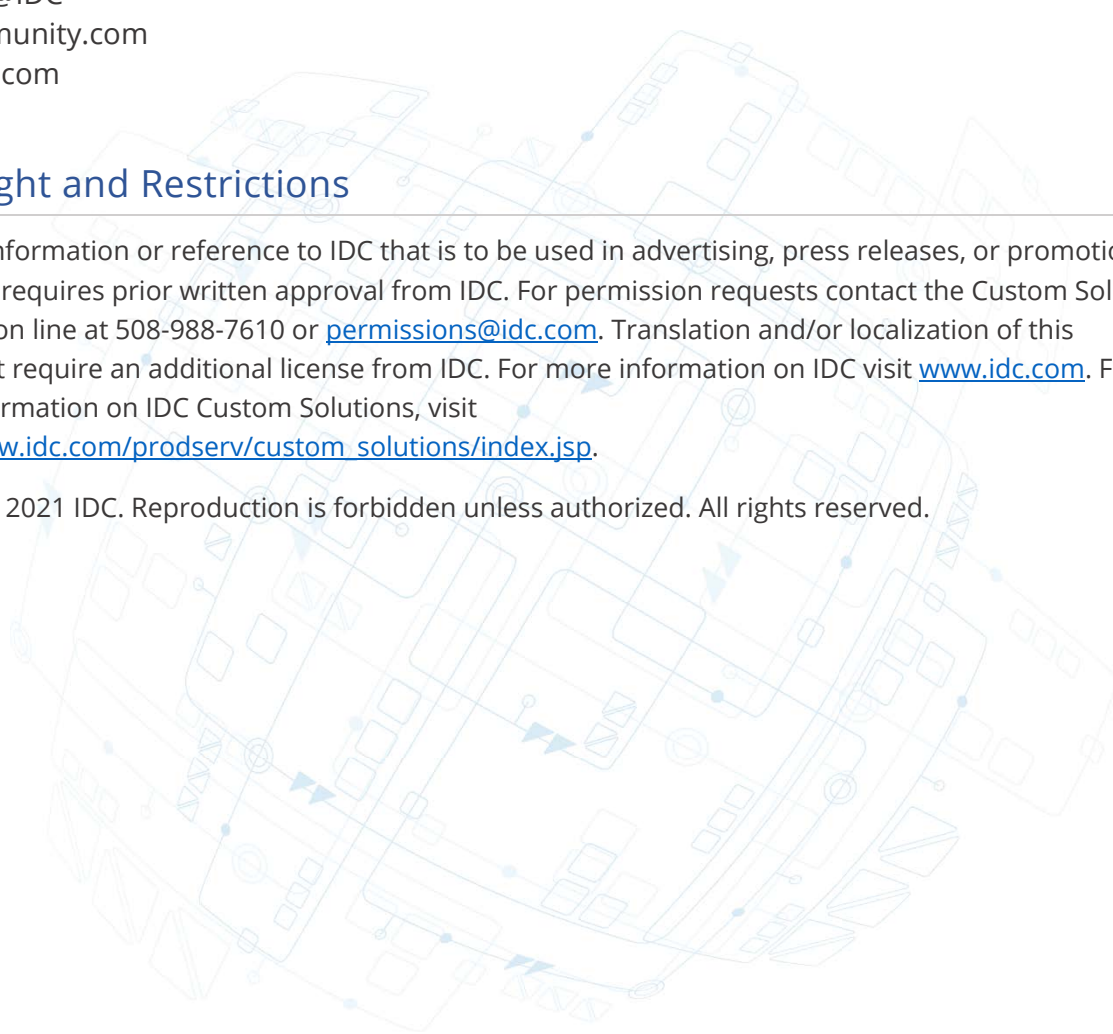 @IDC
munity.com
.com
ght and Restrictions
nformation or reference to IDC that is to be used in advertising, press releases, or promotic
requires prior written approval from IDC. For permission requests contact the Custom Sol
on line at 508-988-7610 or permissions@idc.com. Translation and/or localization of this
t require an additional license from IDC. For more information on IDC visit www.idc.com. F
rmation on IDC Custom Solutions, visit
w.idc.com/prodserv/custom_solutions/index.jsp.
2021 IDC. Reproduction is forbidden unless authorized. All rights reserved.